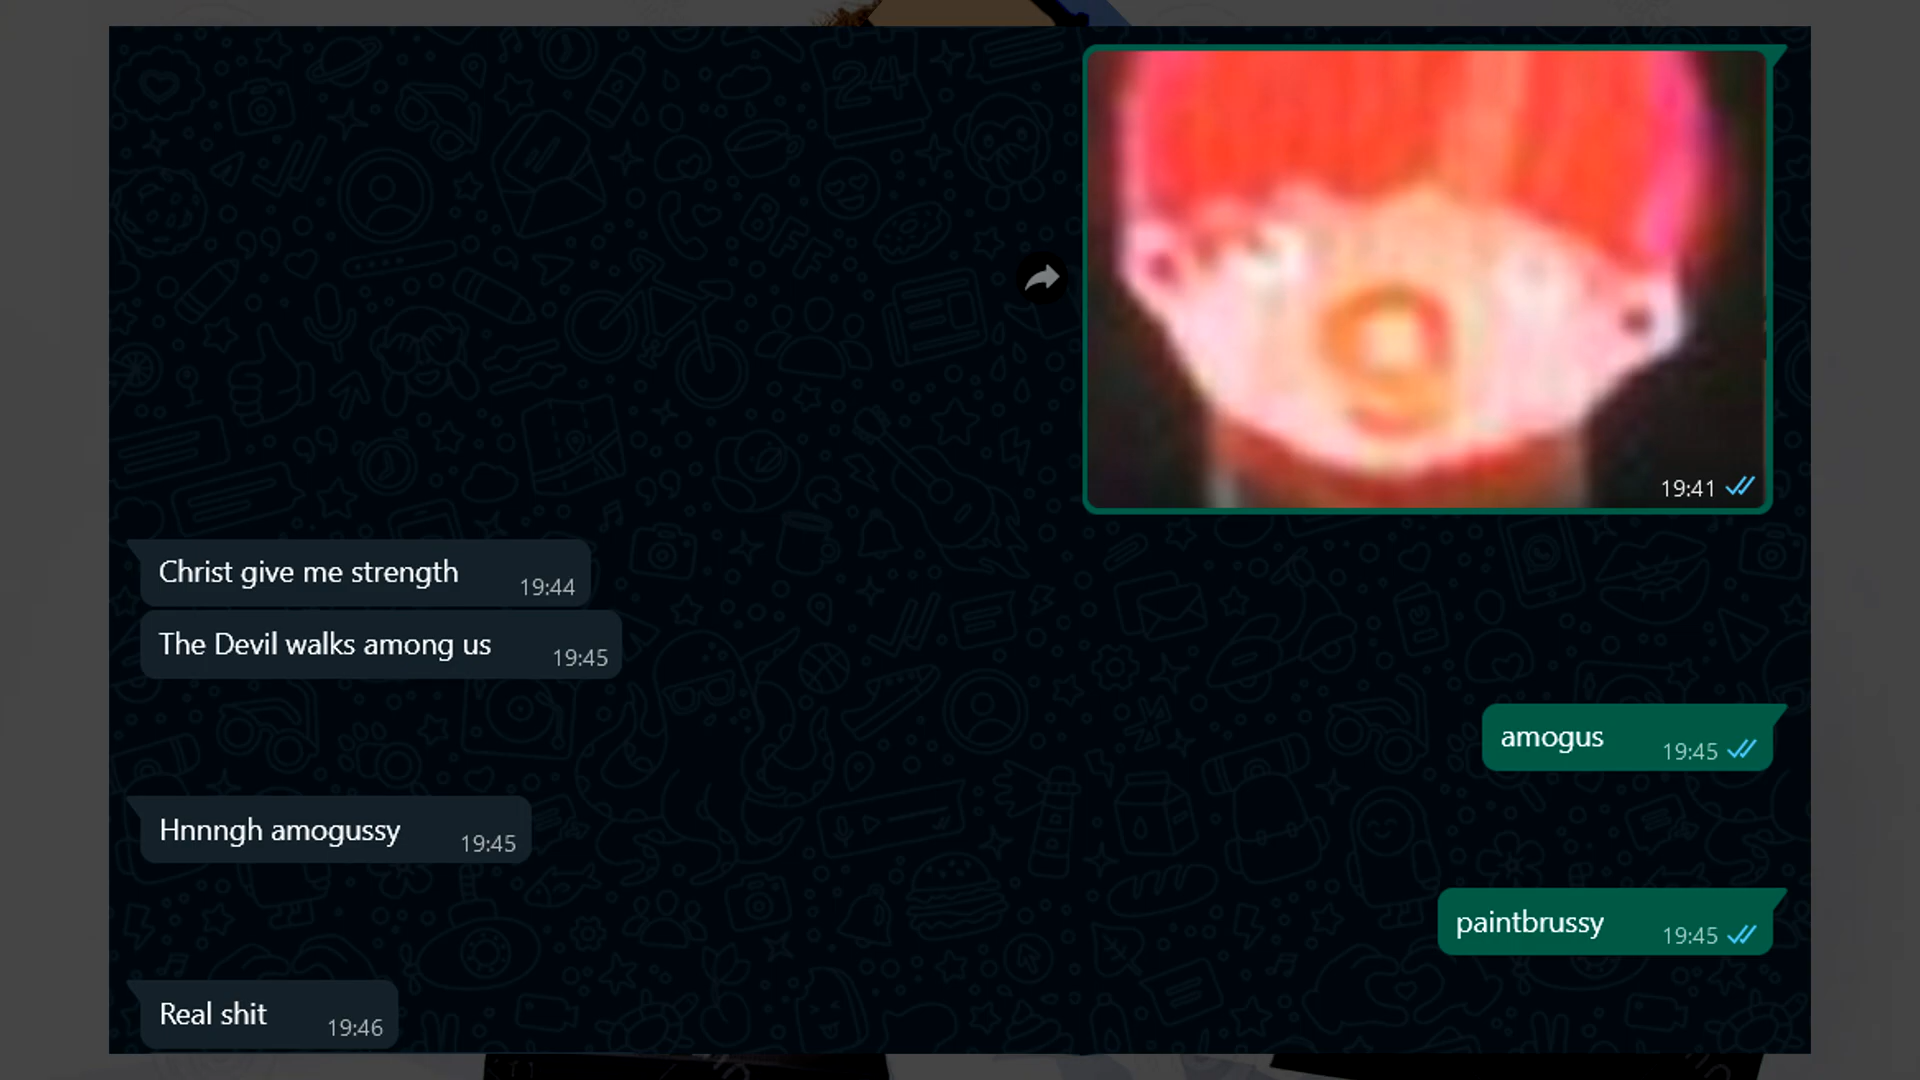 19:41
Christ give me strength 19:44
The Devil walks among us 19:45
amogus 19:45
Hnnngh amogussy 19:45
paintbrussy 19:45
Real shit 19:46